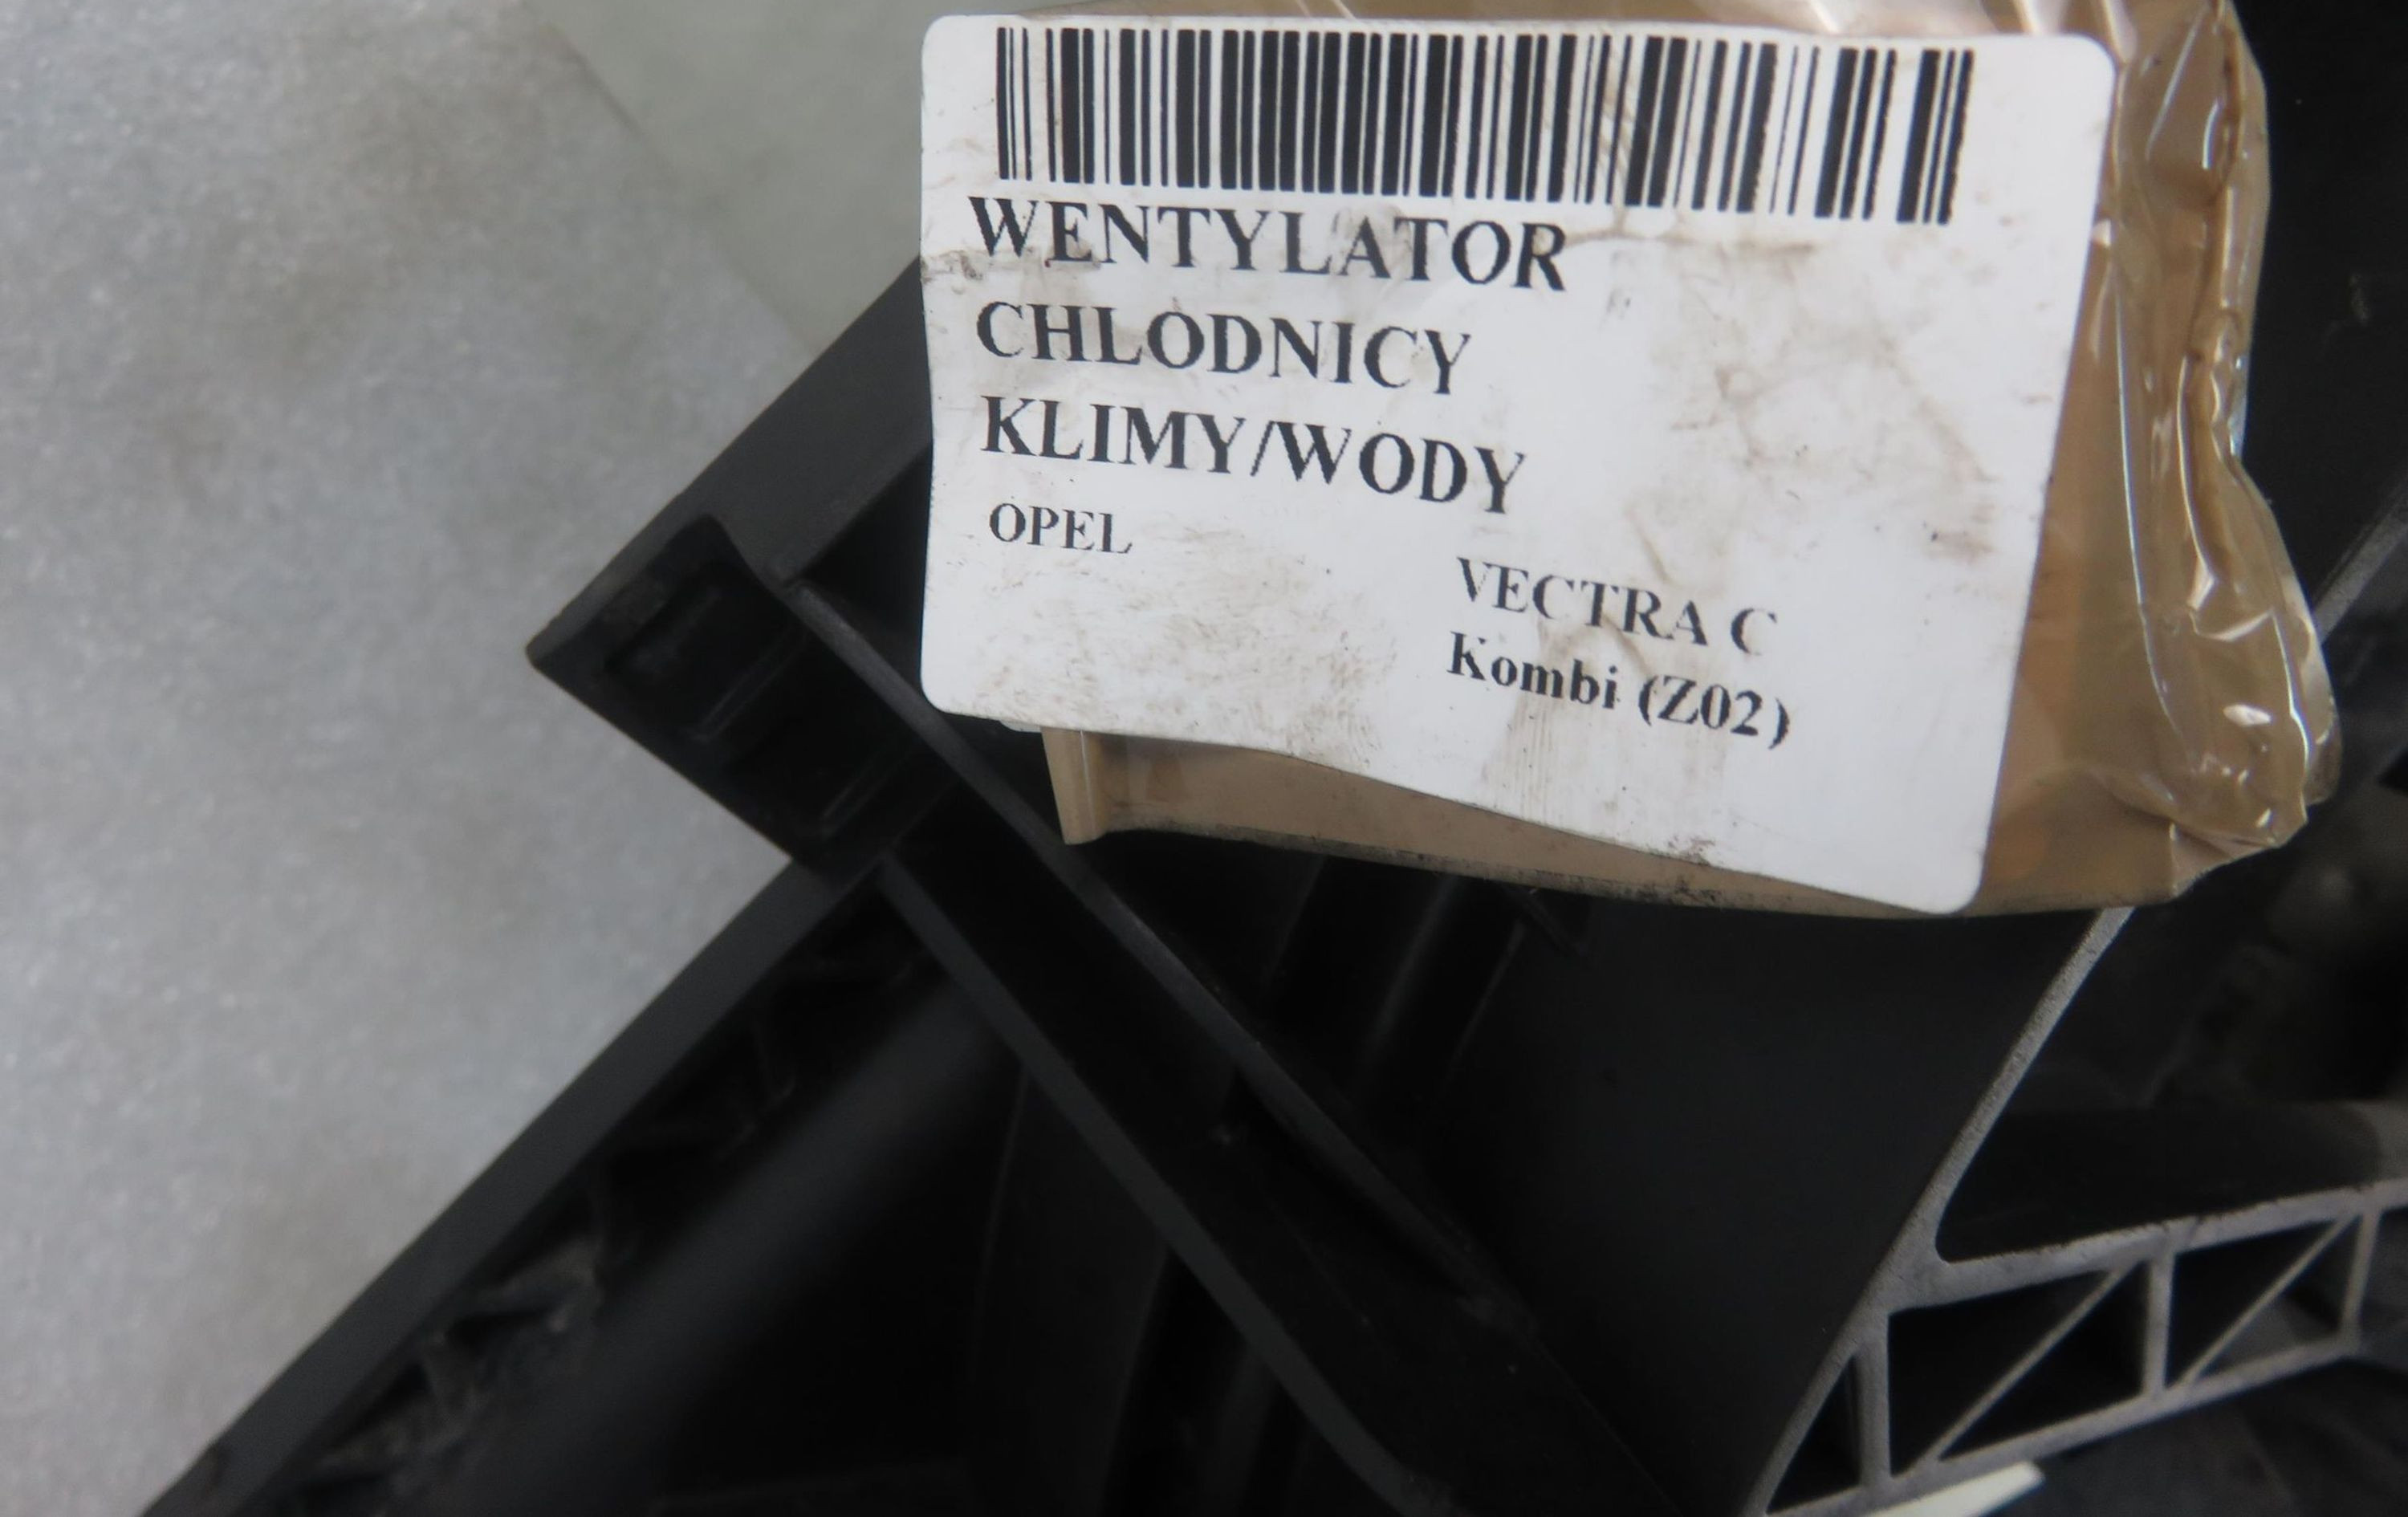 WENTYLATOR
CHLODNICY
KLIMY/WODY
OPEL
VECTRA C
Kombi (Z02)